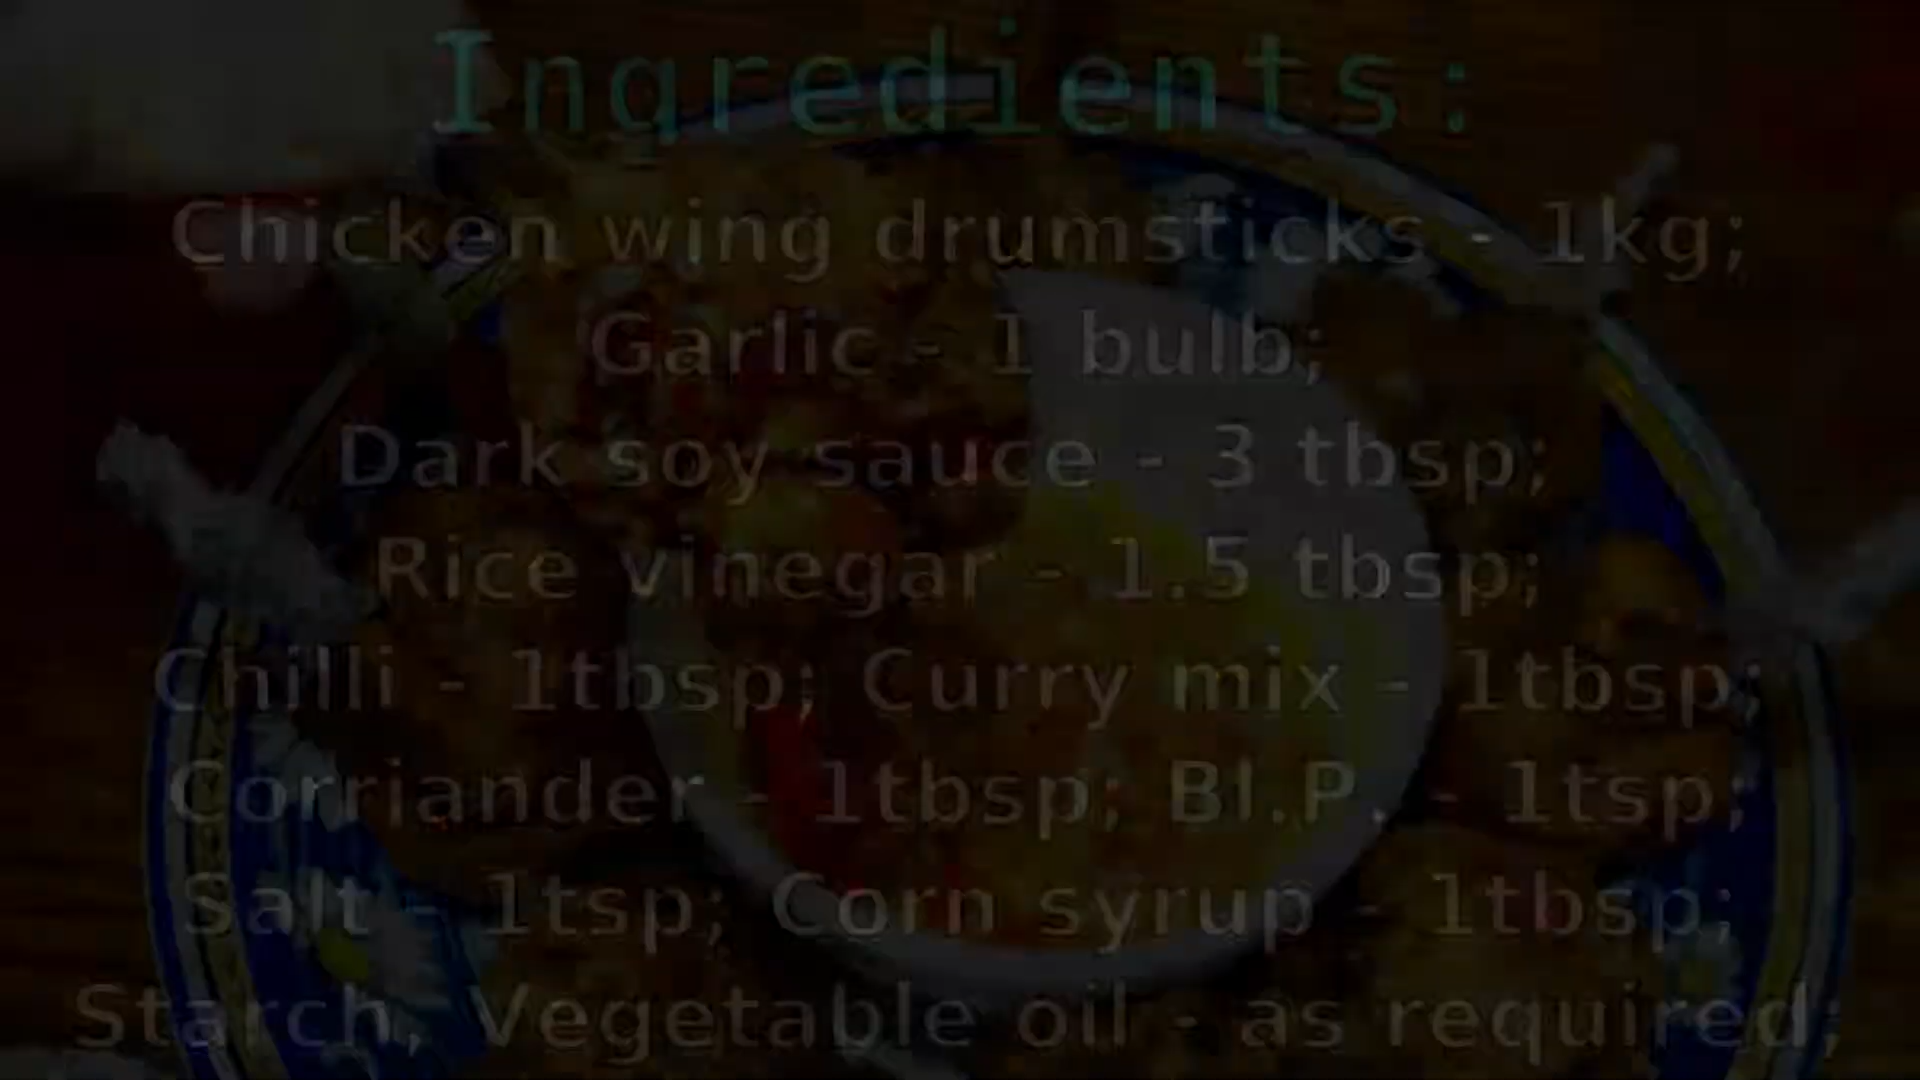 Ingredients:
Chicken wing drumsticks - 1kg;
Garlic - 1 bulb;
Dark soy sauce - 3 tbsp;
Rice vinegar - 1.5 tbsp;
Chilli - 1tbsp; Curry mix - 1tbsp;
Corriander - 1tbsp; Bl.P. - 1tsp;
Salt - 1tsp; Corn syrup - 1tbsp;
Starch, Vegetable oil - as required;